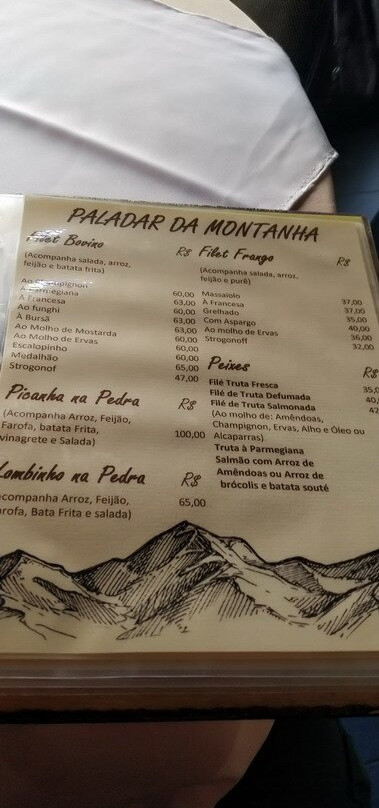 PALADAR DA MONTANHA
Filet Bovino R$
(Acompanha salada, arroz,
feijão e batata frita)
Parmegiana 60,00
À Francesa 63,00
Ao funghi 60,00
À Bursã 63,00
Ao Molho de Mostarda 63,00
Ao Molho de Ervas 60,00
Escalopinho 60,00
Medalhão 65,00
Strogonof 47,00
Picanha na Pedra R$
(Acompanha Arroz, Feijão,
Farofa, batata Frita, 100,00
vinagrete e Salada)
Lombinho na Pedra R$
Acompanha Arroz, Feijão, 65,00
Farofa, Bata Frita e salada)
Filet Frango R$
(Acompanha salada, arroz,
feijão e purê)
Massaiolo 37,00
À Francesa 37,00
Grelhado 35,00
Com Aspargo 40,00
Ao molho de Ervas 36,00
Strogonoff 32,00
Peixes R$
Filé Truta Fresca 35,
Filé de Truta Defumada 40,
Filé de Truta Salmonada 42
(Ao molho de: Amêndoas,
Champignon, Ervas, Alho e Óleo ou
Alcaparras)
Truta à Parmegiana
Salmão com Arroz de
Amêndoas ou Arroz de
brócolis e batata souté